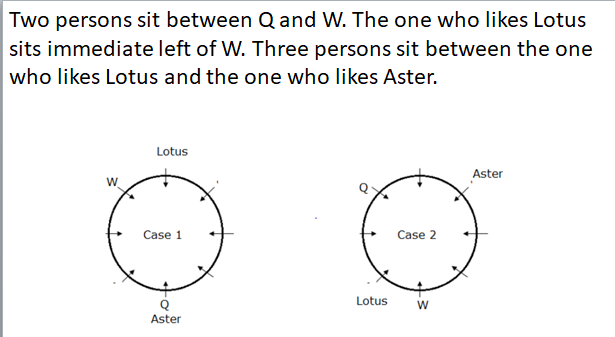 Two persons sit between Q and W. The one who likes Lotus
sits immediate left of W. Three persons sit between the one
who likes Lotus and the one who likes Aster.
Lotus
W
Case 1
Q
Aster
Aster
Q
Case 2
Lotus
W